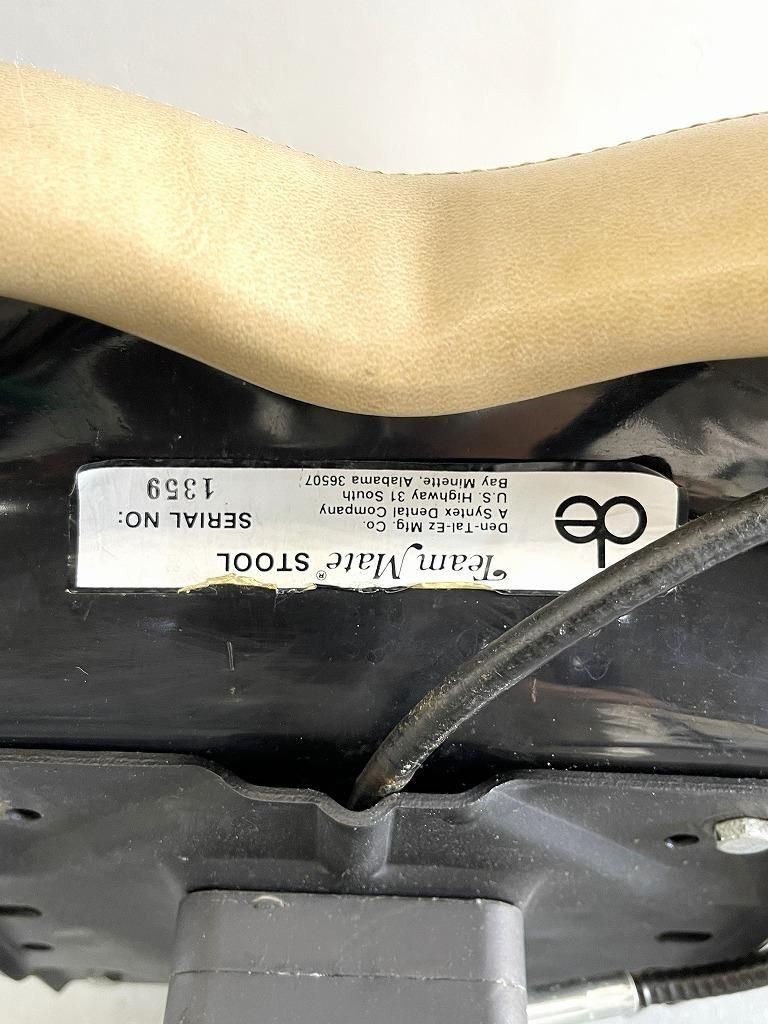 de
Team Mate® STOOL
Den-Tal-Ez Mfg. Co.
A Syntex Dental Company
U.S. Highway 31 South
Bay Minette, Alabama 36507
SERIAL NO:
1359